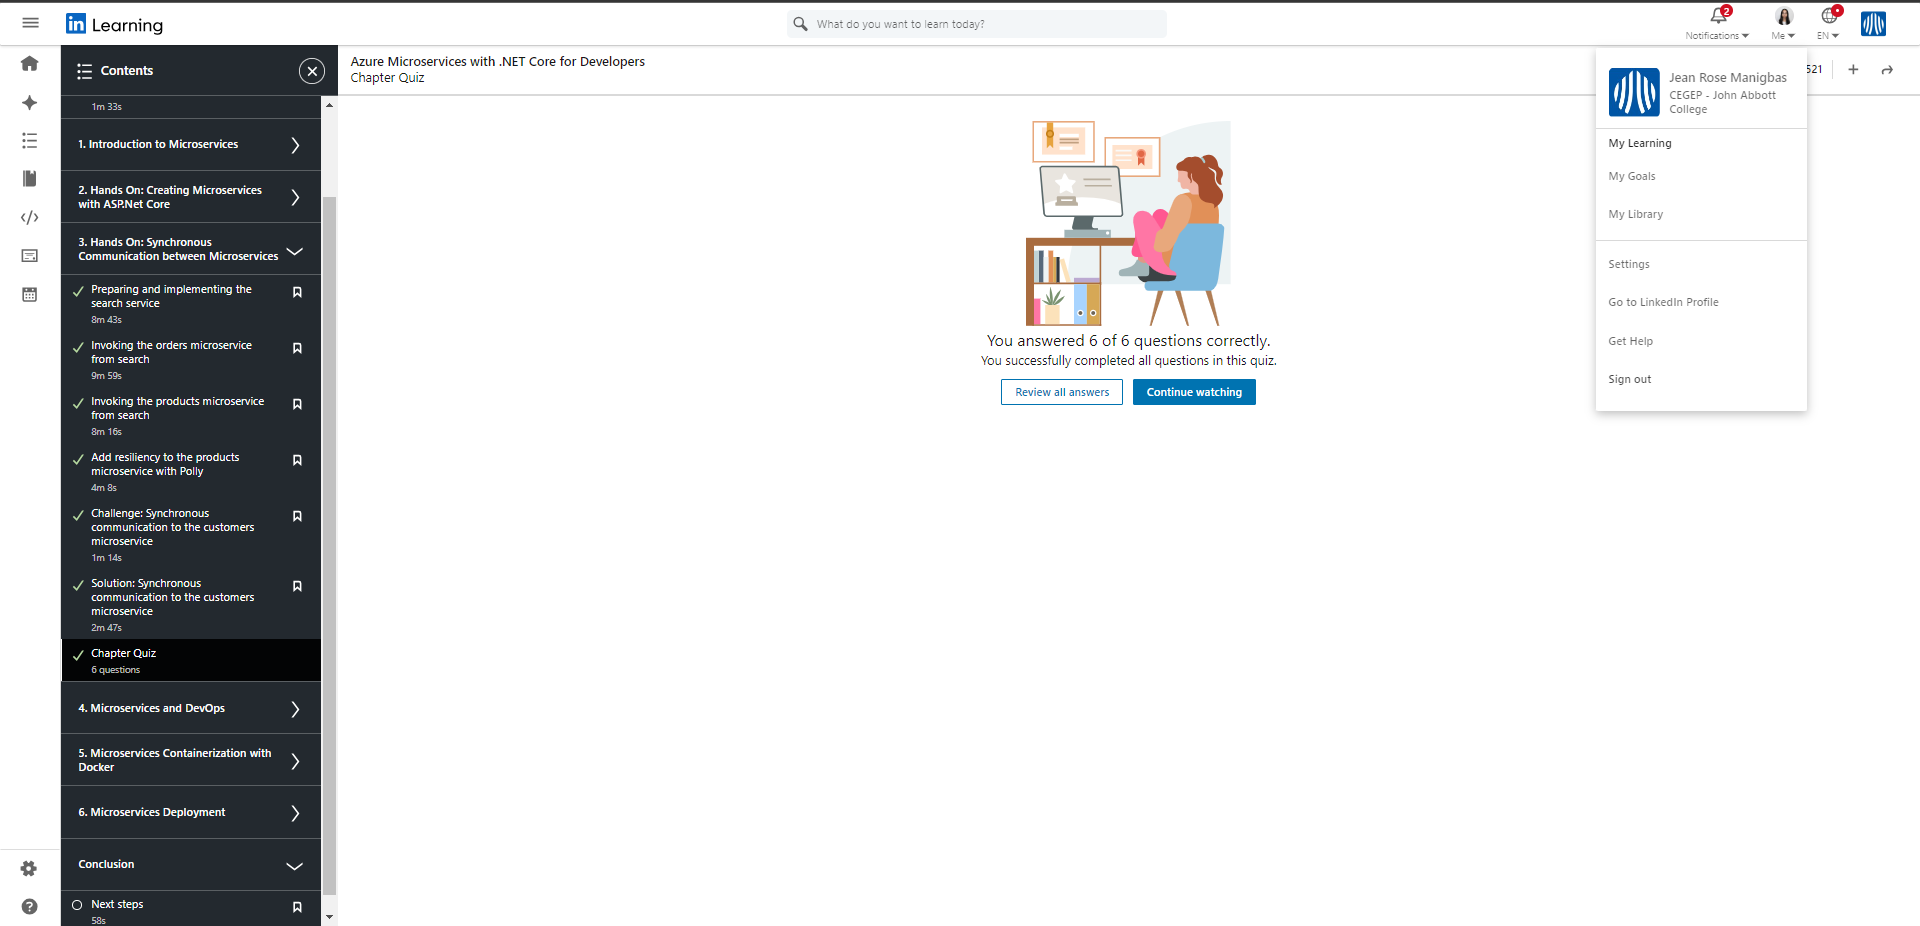 in Learning
What do you want to learn today?
2
Notifications
Me
EN
Contents
1m 33s
1. Introduction to Microservices
2. Hands On: Creating Microservices
with ASP.Net Core
3. Hands On: Synchronous
Communication between Microservices
Preparing and implementing the
search service
8m 43s
Invoking the orders microservice
from search
9m 59s
Invoking the products microservice
from search
8m 16s
Add resiliency to the products
microservice with Polly
4m 8s
Challenge: Synchronous
communication to the customers
microservice
1m 14s
Solution: Synchronous
communication to the customers
microservice
2m 47s
Chapter Quiz
6 questions
4. Microservices and DevOps
5. Microservices Containerization with
Docker
6. Microservices Deployment
Conclusion
Next steps
58s
Azure Microservices with .NET Core for Developers
Chapter Quiz
521
You answered 6 of 6 questions correctly.
You successfully completed all questions in this quiz.
Review all answers
Continue watching
Jean Rose Manigbas
CEGEP - John Abbott
College
My Learning
My Goals
My Library
Settings
Go to LinkedIn Profile
Get Help
Sign out